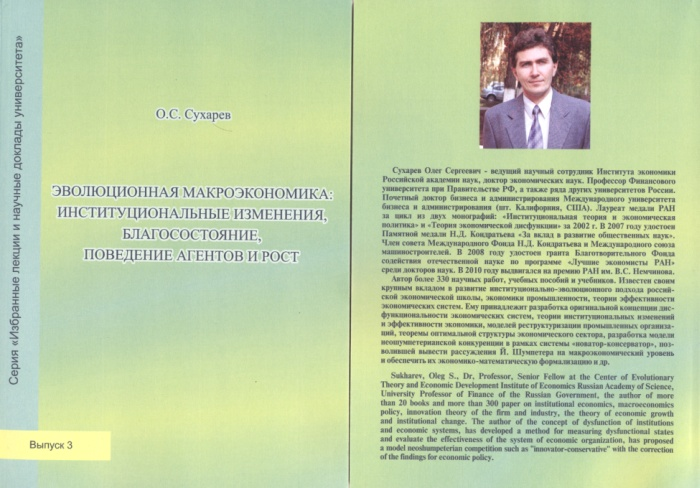 Серия «Избранные лекции и научные доклады университета»
О.С. Сухарев
ЭВОЛЮЦИОННАЯ МАКРОЭКОНОМИКА:
ИНСТИТУЦИОНАЛЬНЫЕ ИЗМЕНЕНИЯ,
БЛАГОСОСТОЯНИЕ,
ПОВЕДЕНИЕ АГЕНТОВ И РОСТ
Выпуск 3
Сухарев Олег Сергеевич - ведущий научный сотрудник Института экономики
Российской академии наук, доктор экономических наук. Профессор Финансового
университета при Правительстве РФ, а также ряда других университетов России.
Почетный доктор бизнеса и администрирования Международного университета
бизнеса и администрирования (шт. Калифорния, США). Лауреат медали РАН
за цикл из двух монографий: «Институциональная теория и экономическая
политика» и «Теория экономической дисфункции» за 2002 г. В 2007 году удостоен
Памятной медали Н.Д. Кондратьева «За вклад в развитие общественных наук».
Член совета Международного Фонда Н.Д. Кондратьева и Международного союза
машиностроителей. В 2008 году удостоен гранта Благотворительного Фонда
содействия отечественной науке по программе «Лучшие экономисты РАН»
среди докторов наук. В 2010 году выдвигался на премию РАН им. В.С. Немчинова.
Автор более 330 научных работ, учебных пособий и учебников. Известен своим
крупным вкладом в развитие институционально-эволюционного подхода россий-
ской экономической школы, экономики промышленности, теории эффективности
экономических систем. Ему принадлежит разработка оригинальной концепции дис-
функциональности экономических систем, теории институциональных изменений
и эффективности экономики, моделей реструктуризации промышленных организа-
ций, теоремы оптимальной структуры экономического сектора, разработка модели
неошумпетерианской конкуренции в рамках системы «новатор-консерватор», поз-
волившей вывести рассуждения Й. Шумпетера на макроэкономический уровень
и обеспечить их экономико-математическую формализацию и др.
Sukharev, Oleg S., Dr, Professor, Senior Fellow at the Center of Evolutionary
Theory and Economic Development Institute of Economics Russian Academy of Science,
University Professor of Finance of the Russian Government, the author of more
than 20 books and more than 300 paper on institutional economics, macroeconomics
policy, innovation theory of the firm and industry, the theory of economic growth
and institutional change. The author of the concept of dysfunction of institutions
and economic systems, has developed a method for measuring dysfunctional states
and evaluate the effectiveness of the system of economic organization, has proposed
a model neoshumpeterian competition such as "innovator-conservative" with the correction
of the findings for economic policy.